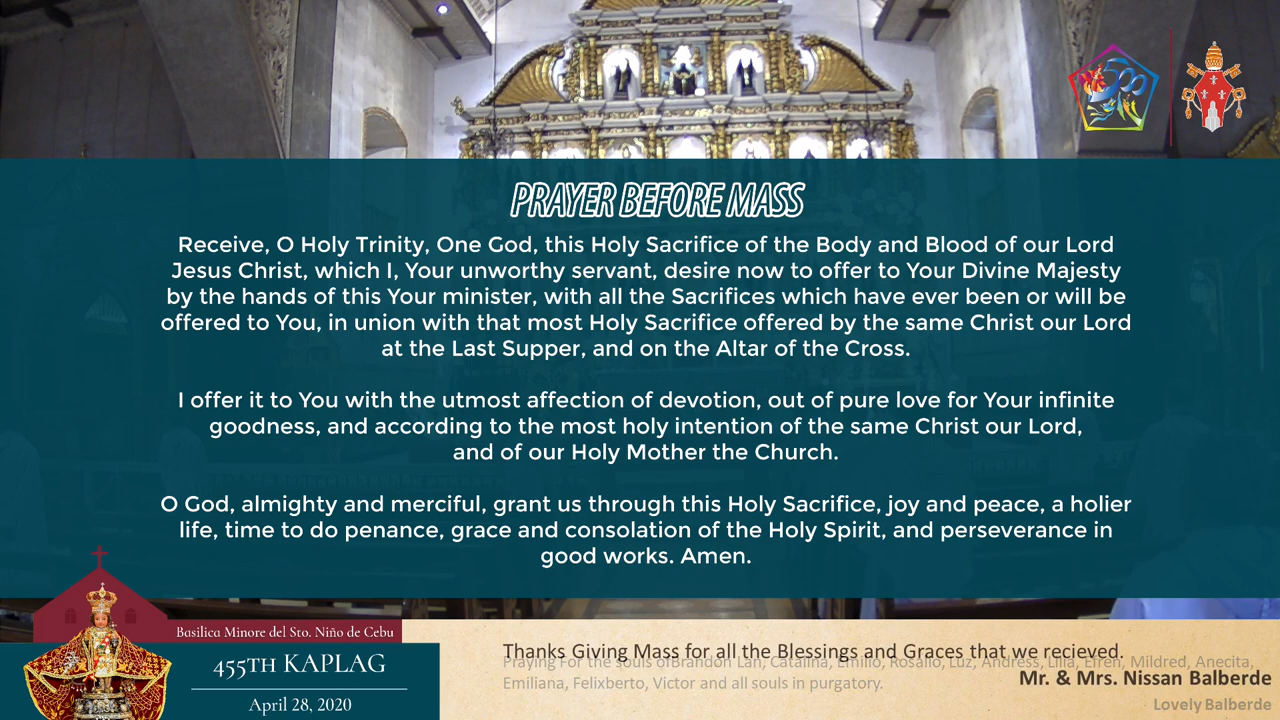 500
PRAYER BEFORE MASS
Receive, O Holy Trinity, One God, this Holy Sacrifice of the Body and Blood of our Lord
Jesus Christ, which I, Your unworthy servant, desire now to offer to Your Divine Majesty
by the hands of this Your minister, with all the Sacrifices which have ever been or will be
offered to You, in union with that most Holy Sacrifice offered by the same Christ our Lord
at the Last Supper, and on the Altar of the Cross.
I offer it to You with the utmost affection of devotion, out of pure love for Your infinite
goodness, and according to the most holy intention of the same Christ our Lord,
and of our Holy Mother the Church.
O God, almighty and merciful, grant us through this Holy Sacrifice, joy and peace, a holier
life, time to do penance, grace and consolation of the Holy Spirit, and perseverance in
good works. Amen.
Basilica Minore del Sto. Niño de Cebu
455TH KAPLAG
April 28, 2020
Thanks Giving Mass for all the Blessings and Graces that we recieved.
Praying For the souls ofBrandon Lan, Catalina, Emilio, Rosalio, Luz, Andress, Lilia, Efren, Mildred, Anecita,
Mr. & Mrs. Nissan Balberde
Emiliana, Felixberto, Victor and all souls in purgatory.
Lovely Balberde